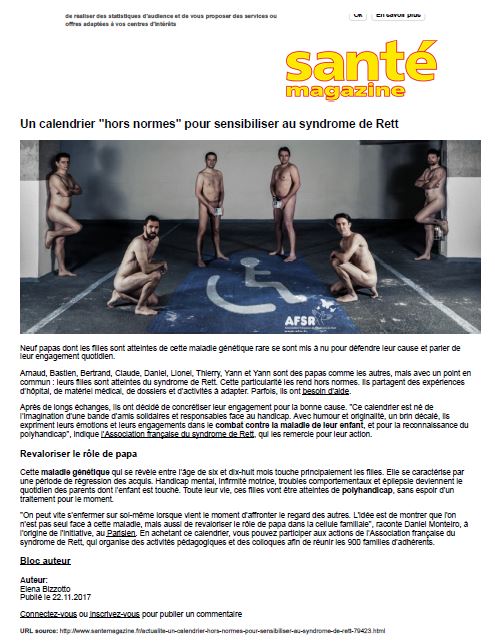 de réaliser des statistiques d'audience et de vous proposer des services ou
offres adaptées à vos centres d'intérêts
OK
En savoir plus
santé
magazine
Un calendrier "hors normes" pour sensibiliser au syndrome de Rett
AFSR
Neuf papas dont les filles sont atteintes de cette maladie génétique rare se sont mis à nu pour défendre leur cause et parler de
leur engagement quotidien.
Arnaud, Bastien, Bertrand, Claude, Daniel, Lionel, Thierry, Yann et Yann sont des papas comme les autres, mais avec un point en
commun : leurs filles sont atteintes du syndrome de Rett. Cette particularité les rend hors normes. Ils partagent des expériences
d'hôpital, de matériel médical, de dossiers et d'activités à adapter. Parfois, ils ont besoin d'aide.
Après de longs échanges, ils ont décidé de concrétiser leur engagement pour la bonne cause. "Ce calendrier est né de
l'imagination d'une bande d'amis solidaires et responsables face au handicap. Avec humour et originalité, un brin décalé, ils
expriment leurs émotions et leurs engagements dans le combat contre la maladie de leur enfant, et pour la reconnaissance du
polyhandicap", indique l'Association française du syndrome de Rett, qui les remercie pour leur action.
Revaloriser le rôle de papa
Cette maladie génétique qui se révèle entre l'âge de six et dix-huit mois touche principalement les filles. Elle se caractérise par
une période de régression des acquis. Handicap mental, infirmité motrice, troubles comportementaux et épilepsie deviennent le
quotidien des parents dont l'enfant est touché. Toute leur vie, ces filles vont être atteintes de polyhandicap, sans espoir d'un
traitement pour le moment.
"On peut vite s'enfermer sur soi-même lorsque vient le moment d'affronter le regard des autres. L'idée est de montrer que l'on
n'est pas seul face à cette maladie, mais aussi de revaloriser le rôle de papa dans la cellule familiale", raconte Daniel Monteiro, à
l'origine de l'initiative, au Parisien. En achetant ce calendrier, vous pouvez participer aux actions de l'Association française du
syndrome de Rett, qui organise des activités pédagogiques et des colloques afin de réunir les 900 familles d'adhérents.
Bloc auteur
Auteur:
Elena Bizzotto
Publié le 22.11.2017
Connectez-vous ou inscrivez-vous pour publier un commentaire
URL source: http://www.santemagazine.fr/actualite-un-calendrier-hors-normes-pour-sensibiliser-au-syndrome-de-rett-79423.html